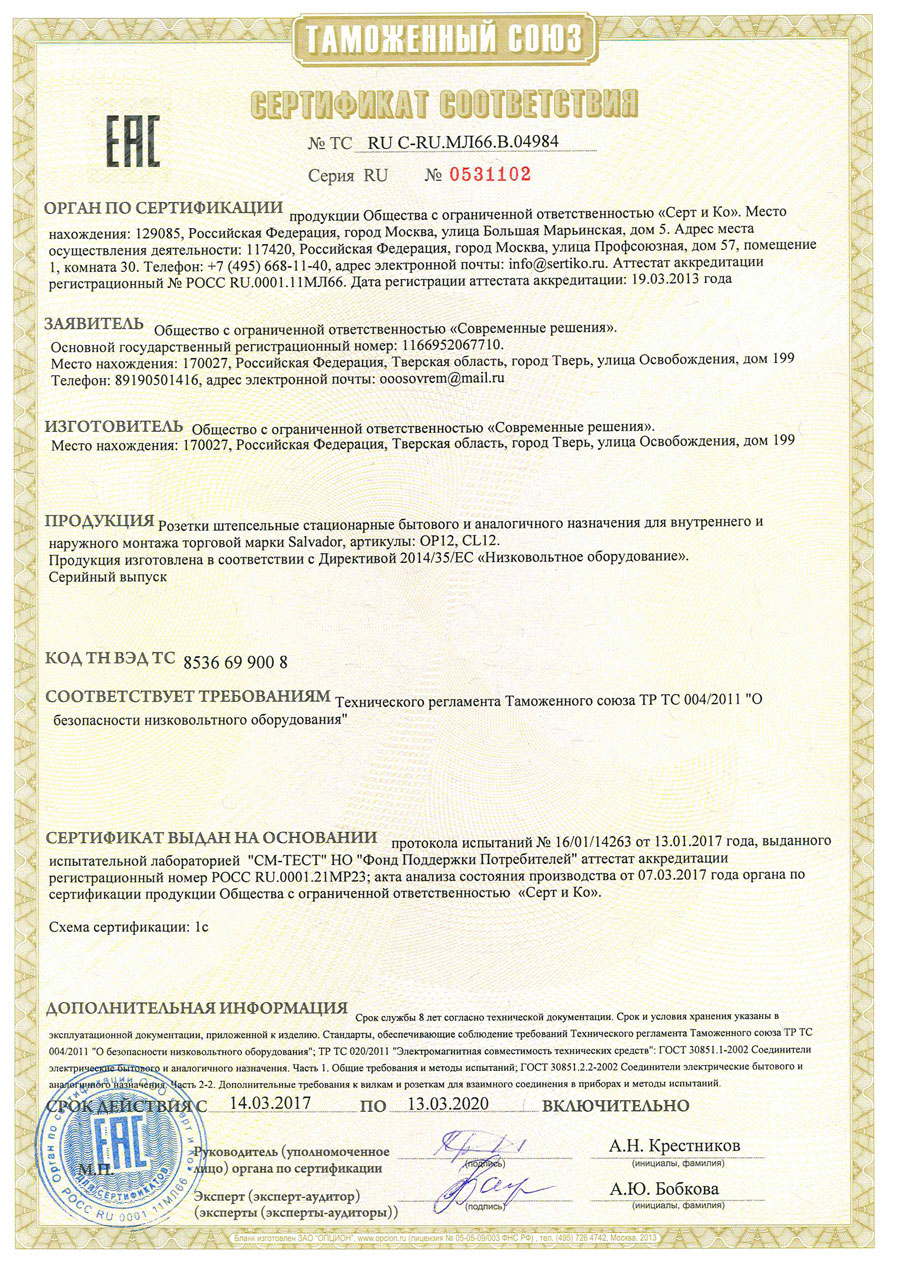 ТАМОЖЕННЫЙ СОЮЗ
СЕРТИФИКАТ СООТВЕТСТВИЯ
ЕАС
№ ТС RU С-RU.МЛ66.В.04984
Серия RU № 0531102
ОРГАН ПО СЕРТИФИКАЦИИ продукции Общества с ограниченной ответственностью «Серт и Ко». Место
нахождения: 129085, Российская Федерация, город Москва, улица Большая Марьинская, дом 5. Адрес места
осуществления деятельности: 117420, Российская Федерация, город Москва, улица Профсоюзная, дом 57, помещение
1, комната 30. Телефон: +7 (495) 668-11-40, адрес электронной почты: info@sertiko.ru. Аттестат аккредитации
регистрационный № РОСС RU.0001.11МЛ66. Дата регистрации аттестата аккредитации: 19.03.2013 года
ЗАЯВИТЕЛЬ Общество с ограниченной ответственностью «Современные решения».
Основной государственный регистрационный номер: 1166952067710.
Место нахождения: 170027, Российская Федерация, Тверская область, город Тверь, улица Освобождения, дом 199
Телефон: 89190501416, адрес электронной почты: ooosovrem@mail.ru
ИЗГОТОВИТЕЛЬ Общество с ограниченной ответственностью «Современные решения».
Место нахождения: 170027, Российская Федерация, Тверская область, город Тверь, улица Освобождения, дом 199
ПРОДУКЦИЯ Розетки штепсельные стационарные бытового и аналогичного назначения для внутреннего и
наружного монтажа торговой марки Salvador, артикулы: OP12, CL12.
Продукция изготовлена в соответствии с Директивой 2014/35/EC «Низковольтное оборудование».
Серийный выпуск
КОД ТН ВЭД ТС 8536 69 900 8
СООТВЕТСТВУЕТ ТРЕБОВАНИЯМ Технического регламента Таможенного союза ТР ТС 004/2011 "О
безопасности низковольтного оборудования"
СЕРТИФИКАТ ВЫДАН НА ОСНОВАНИИ протокола испытаний № 16/01/14263 от 13.01.2017 года, выданного
испытательной лабораторией "СМ-ТЕСТ" НО "Фонд Поддержки Потребителей" аттестат аккредитации
регистрационный номер РОСС RU.0001.21МР23; акта анализа состояния производства от 07.03.2017 года органа по
сертификации продукции Общества с ограниченной ответственностью «Серт и Ко».
Схема сертификации: 1с
ДОПОЛНИТЕЛЬНАЯ ИНФОРМАЦИЯ Срок службы 8 лет согласно технической документации. Срок и условия хранения указаны в
эксплуатационной документации, приложенной к изделию. Стандарты, обеспечивающие соблюдение требований Технического регламента Таможенного союза ТР ТС
004/2011 "О безопасности низковольтного оборудования"; ТР ТС 020/2011 "Электромагнитная совместимость технических средств": ГОСТ 30851.1-2002 Соединители
электрические бытового и аналогичного назначения. Часть 1. Общие требования и методы испытаний; ГОСТ 30851.2.2-2002 Соединители электрические бытового и
аналогичного назначения. Часть 2-2. Дополнительные требования к вилкам и розеткам для взаимного соединения в приборах и методы испытаний.
СРОК ДЕЙСТВИЯ С 14.03.2017 ПО 13.03.2020 ВКЛЮЧИТЕЛЬНО
М.П.
Руководитель (уполномоченное
лицо) органа по сертификации
(подпись)
А.Н. Крестников
(инициалы, фамилия)
Эксперт (эксперт-аудитор)
(эксперты (эксперты-аудиторы))
(подпись)
А.Ю. Бобкова
(инициалы, фамилия)
ЕАС
ДЛЯ СЕРТИФИКАТОВ
РОСС RU 0001 11МЛ66
Бланк изготовлен ЗАО "ОПЦИОН", www.opcion.ru (лицензия № 05-05-09/003 ФНС РФ), тел. (495) 726 4742, Москва, 2013